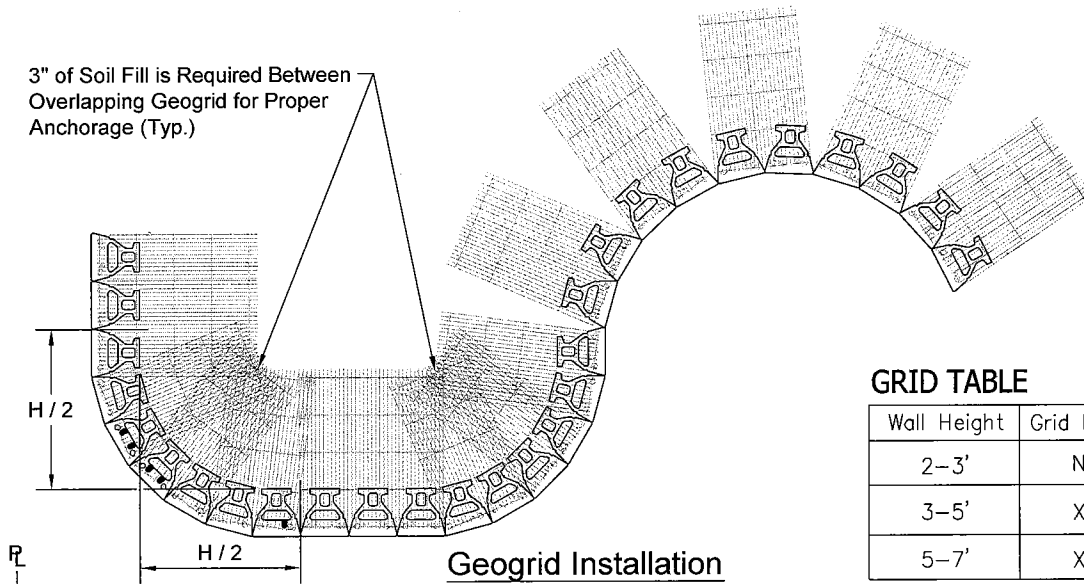 3" of Soil Fill is Required Between
Overlapping Geogrid for Proper
Anchorage (Typ.)
H / 2
H / 2
Geogrid Installation
GRID TABLE
Wall Height
Grid
2-3'
N
3-5'
X
5-7'
X